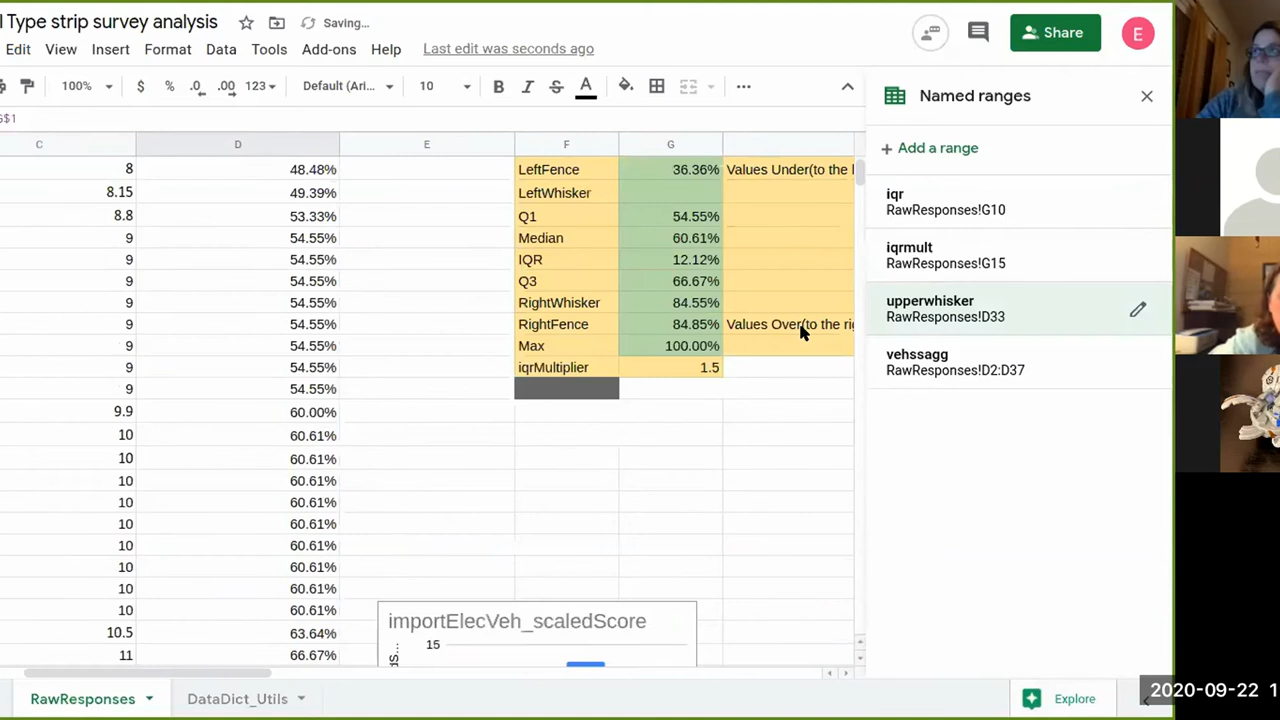 l Type strip survey analysis
Saving...
Edit View Insert Format Data Tools Add-ons Help Last edit was seconds ago
Share
E
100% $ % .0 .00 123 Default (Ari... 10 B I S A
G$1
Named ranges
+ Add a range
iqr
RawResponses!G10
iqrmult
RawResponses!G15
upperwhisker
RawResponses!D33
vehssagg
RawResponses!D2:D37
C D E F G
8 48.48% LeftFence 36.36% Values Under(to the l
8.15 49.39% LeftWhisker
8.8 53.33% Q1 54.55%
9 54.55% Median 60.61%
9 54.55% IQR 12.12%
9 54.55% Q3 66.67%
9 54.55% RightWhisker 84.55%
9 54.55% RightFence 84.85% Values Over(to the rig
9 54.55% Max 100.00%
9 54.55% iqrMultiplier 1.5
9 54.55%
9.9 60.00%
10 60.61%
10 60.61%
10 60.61%
10 60.61%
10 60.61%
10 60.61%
10 60.61%
10 60.61%
10.5 63.64%
11 66.67%
importElecVeh_scaledScore
15
RawResponses DataDict_Utils
Explore
2020-09-22 1